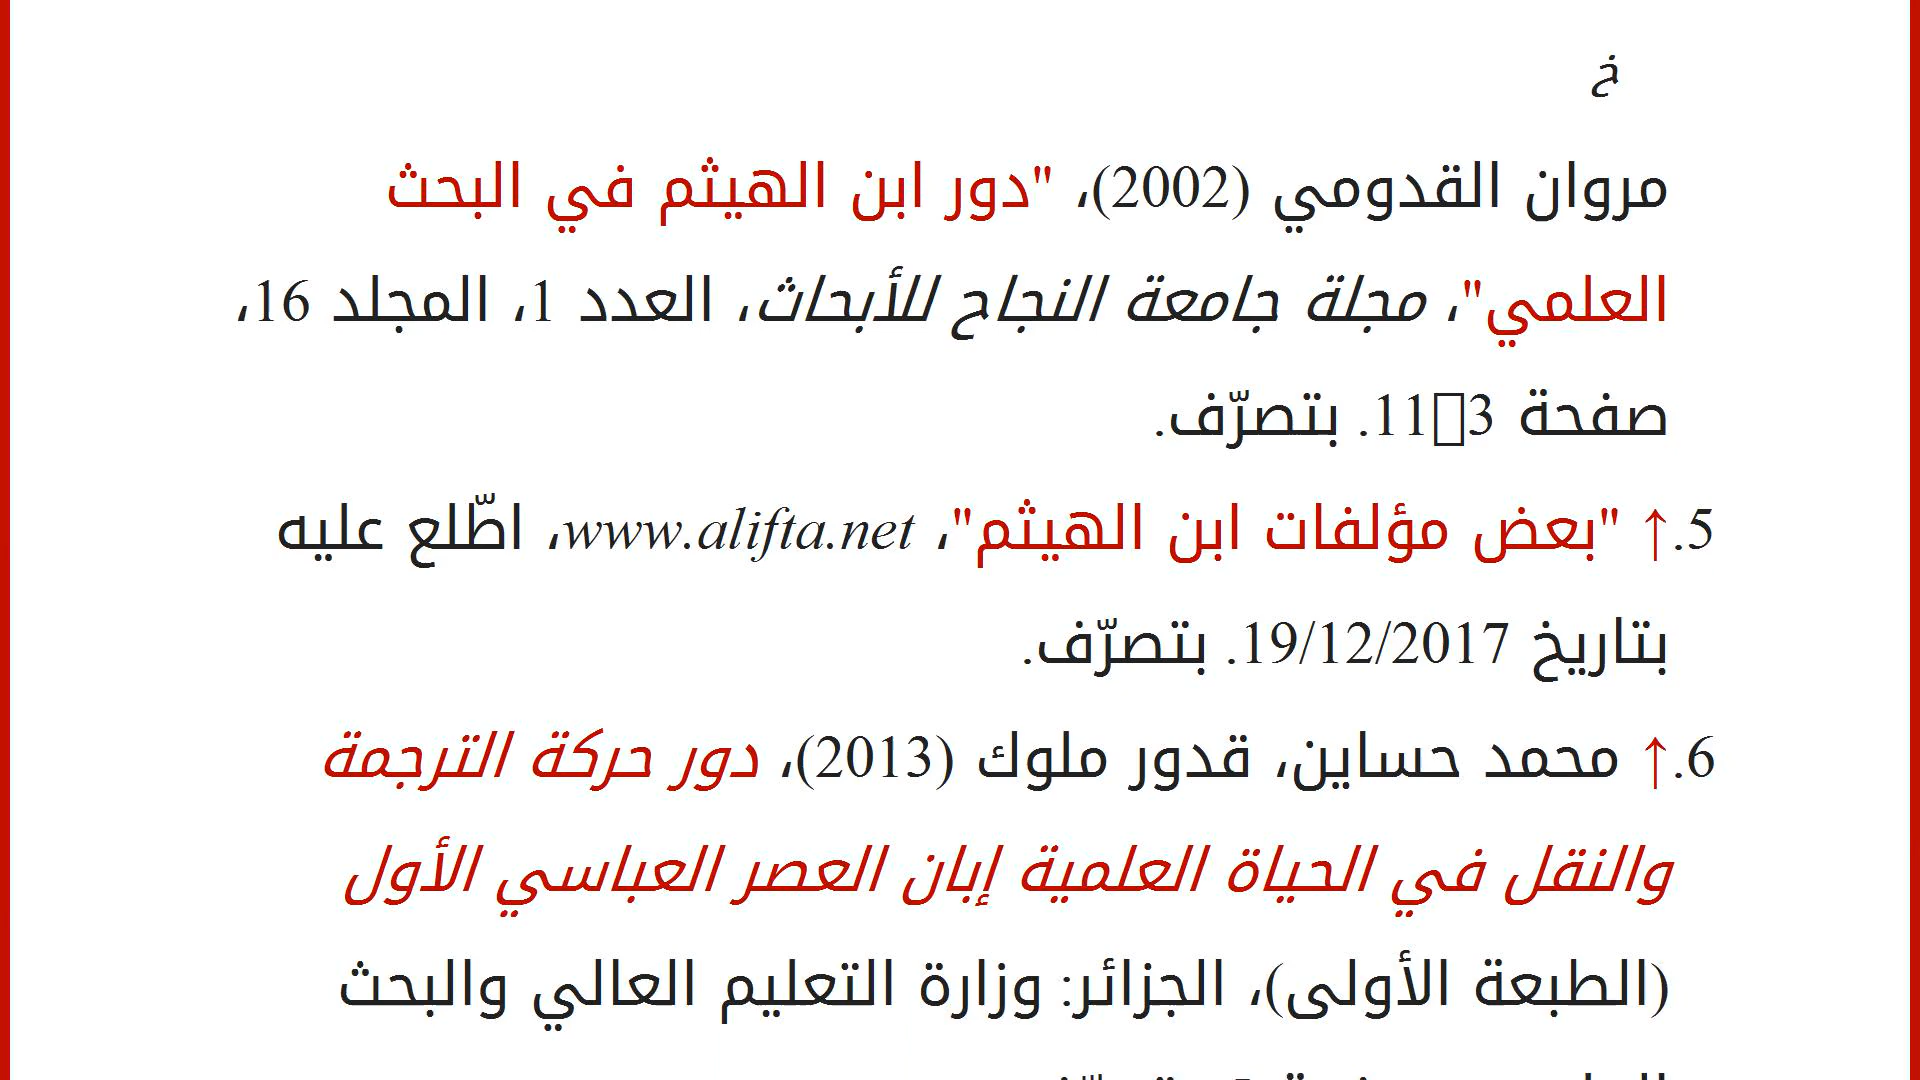 خ
مروان القدومي (2002)، "دور ابن الهيثم في البحث
العلمي"، مجلة جامعة النجاح للأبحاث، العدد 1، المجلد 16،
صفحة 3􀀀11. بتصرّف.
5.↑ "بعض مؤلفات ابن الهيثم"، www.alifta.net، اطّلع عليه
بتاريخ 19/12/2017. بتصرّف.
6.↑ محمد حساين، قدور ملوك (2013)، دور حركة الترجمة
والنقل في الحياة العلمية إبان العصر العباسي الأول
(الطبعة الأولى)، الجزائر: وزارة التعليم العالي والبحث